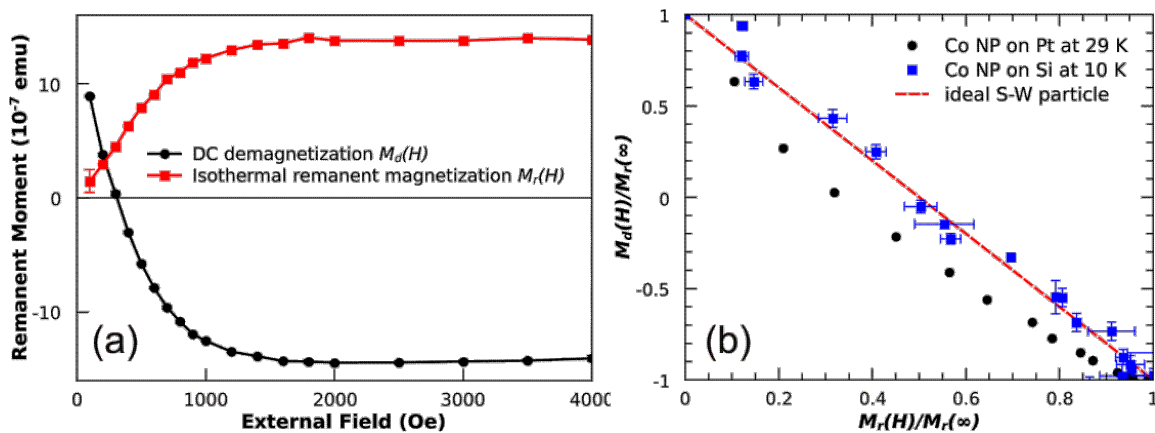 Remanent Moment (10⁻⁷ emu)
10
0
-10
DC demagnetization M_d(H)
Isothermal remanent magnetization M_r(H)
(a)
0 1000 2000 3000 400
External Field (Oe)
M_d(H)/M_r(∞)
1
0.5
0
-0.5
-1
Co NP on Pt at 29 K
Co NP on Si at 10 K
ideal S-W particle
(b)
0 0.2 0.4 0.6 0.8 1
M_r(H)/M_r(∞)